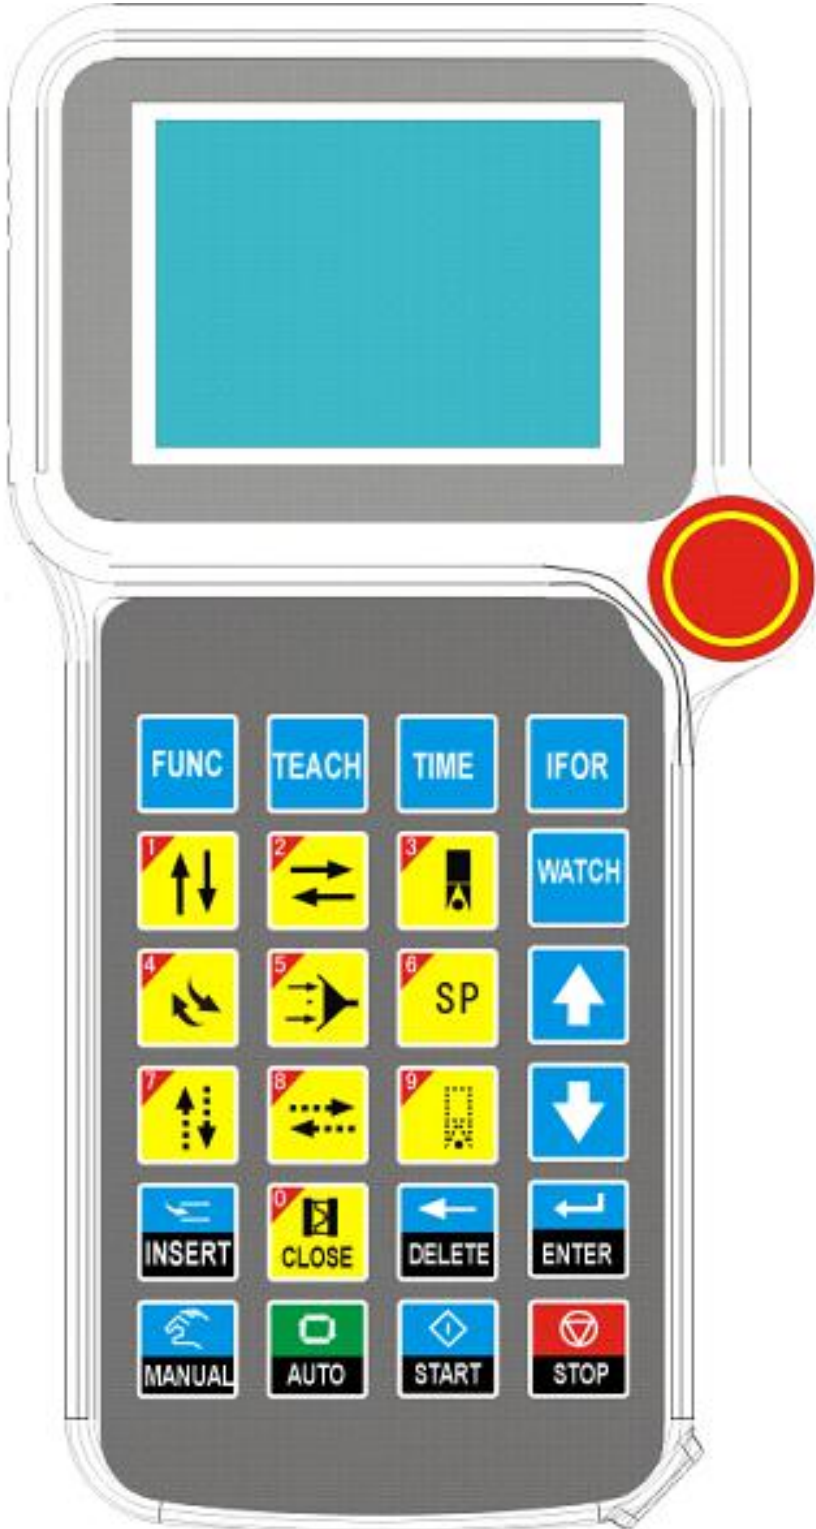 FUNC TEACH TIME IFOR
1 2 3 WATCH
4 5 6 SP
7 8 9
INSERT 0 CLOSE DELETE ENTER
MANUAL AUTO START STOP